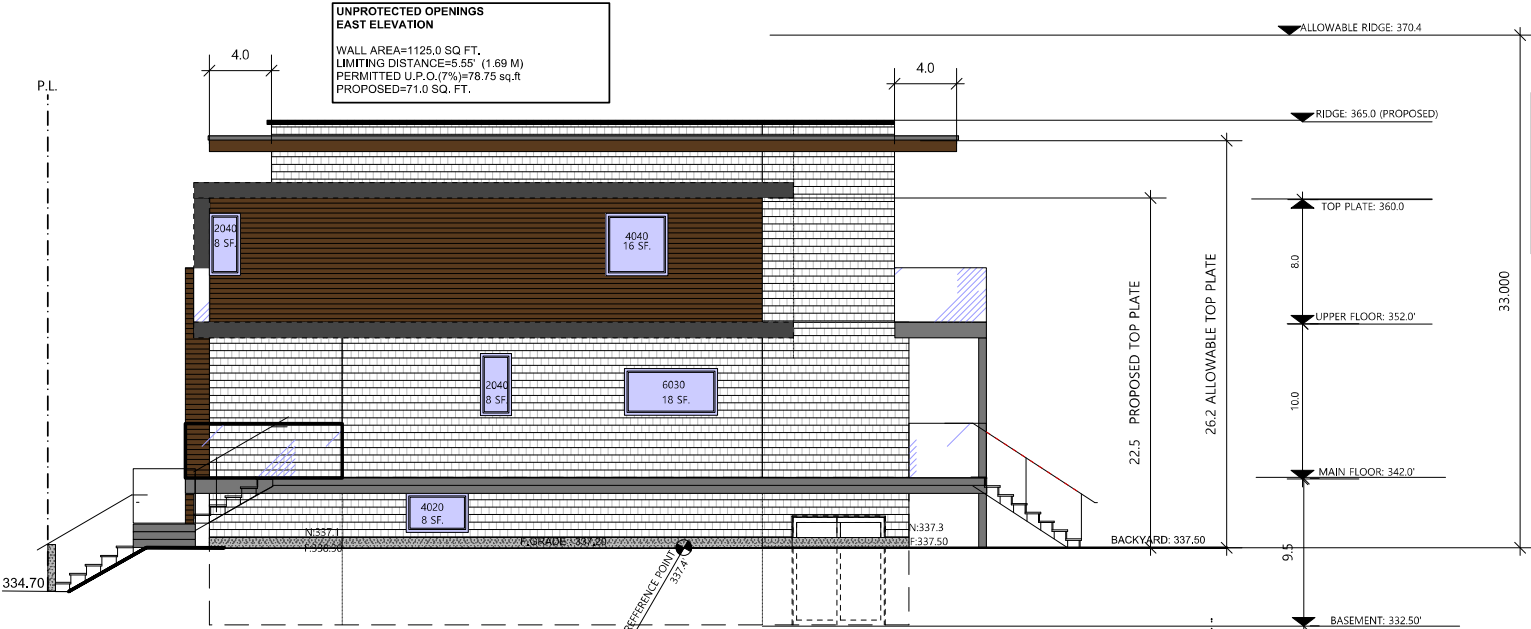 UNPROTECTED OPENINGS
EAST ELEVATION
WALL AREA=1125.0 SQ FT.
LIMITING DISTANCE=5.55' (1.69 M)
PERMITTED U.P.O.(7%)=78.75 sq.ft
PROPOSED=71.0 SQ. FT.
ALLOWABLE RIDGE: 370.4
4.0
4.0
P.L.
RIDGE: 365.0 (PROPOSED)
TOP PLATE: 360.0
2040
8 SF.
4040
16 SF.
8.0
33.000
22.5 PROPOSED TOP PLATE
26.2 ALLOWABLE TOP PLATE
UPPER FLOOR: 352.0'
2040
8 SF.
6030
18 SF.
10.0
MAIN FLOOR: 342.0'
4020
8 SF.
N:337.1
F:336.50
F.GRADE : 337.20
N:337.3
F:337.50
BACKYARD: 337.50
9.5
REFFERENCE POINT
337.4'
334.70
BASEMENT: 332.50'